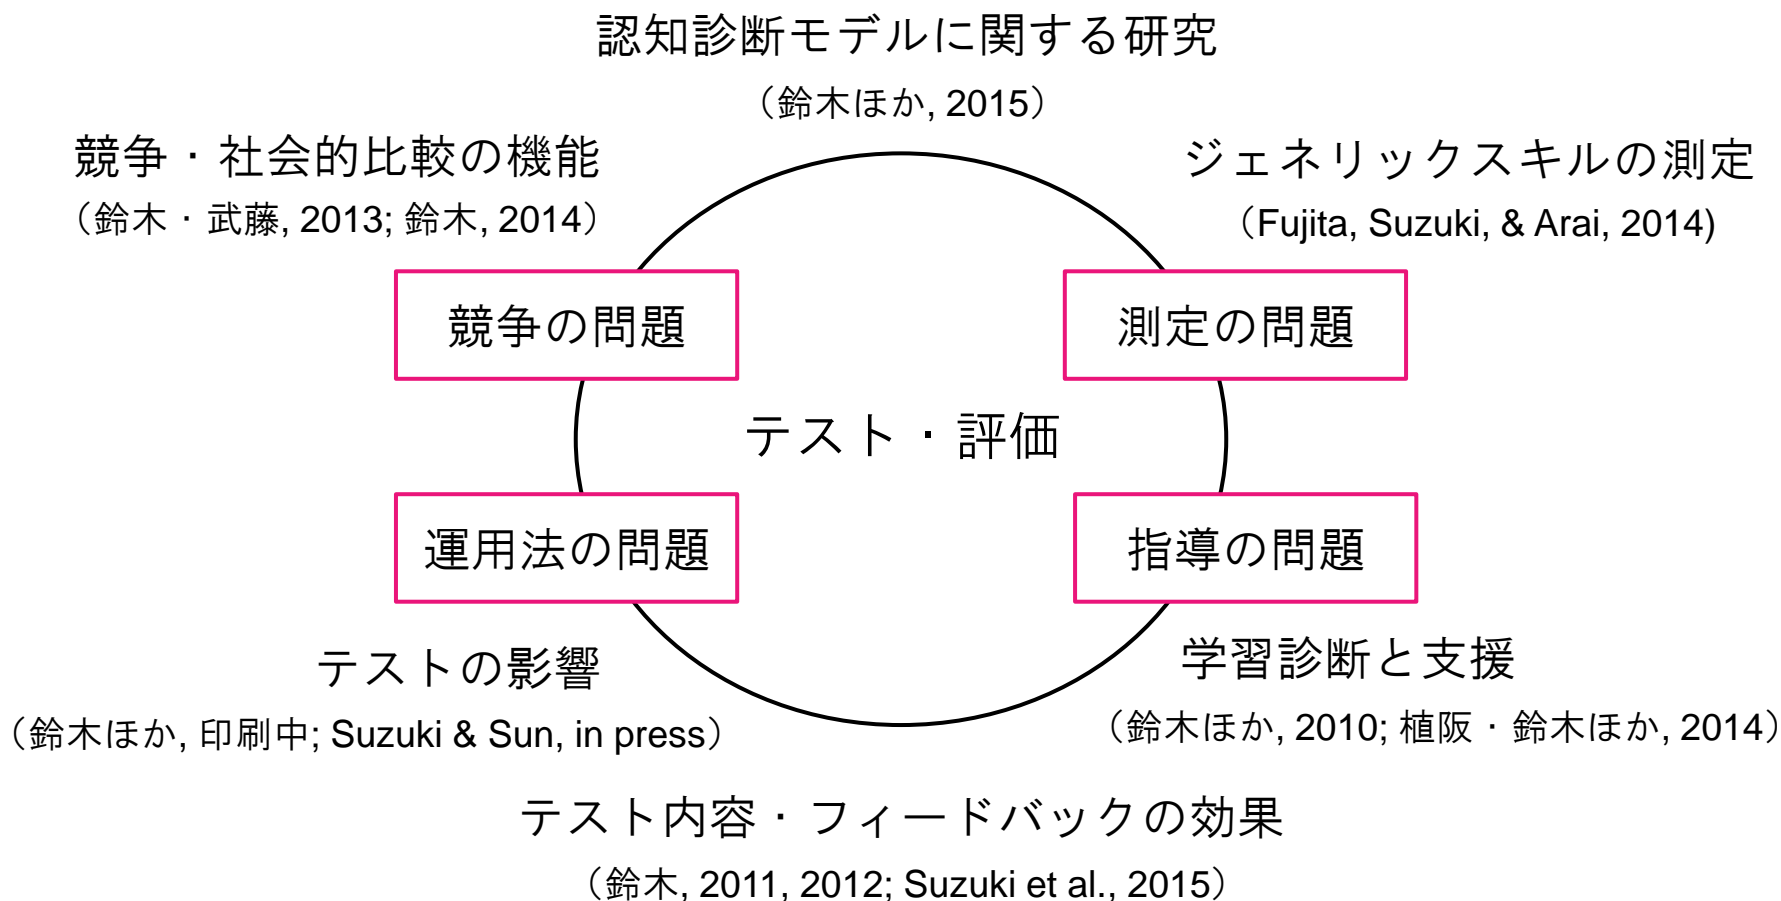 認知診断モデルに関する研究
（鈴木ほか, 2015）
競争・社会的比較の機能
（鈴木・武藤, 2013; 鈴木, 2014）
ジェネリックスキルの測定
（Fujita, Suzuki, & Arai, 2014)
競争の問題
測定の問題
テスト・評価
運用法の問題
指導の問題
テストの影響
（鈴木ほか, 印刷中; Suzuki & Sun, in press）
学習診断と支援
（鈴木ほか, 2010; 植阪・鈴木ほか, 2014）
テスト内容・フィードバックの効果
（鈴木, 2011, 2012; Suzuki et al., 2015）